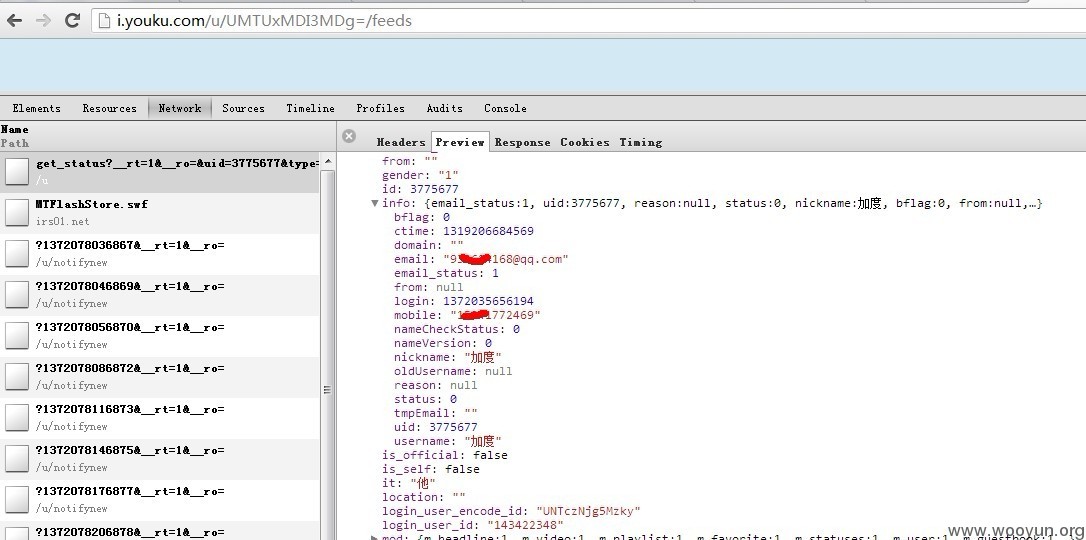 i.youku.com/u/UMTUxMDI3MDg=/feeds
Elements Resources Network Sources Timeline Profiles Audits Console
Name
Path
Headers Preview Response Cookies Timing
get_status?__rt=1&__ro=&uid=3775677&type=
/u
MTFlashStore.swf
irs01.net
?1372078036867&__rt=1&__ro=
/u/notifynew
?1372078046869&__rt=1&__ro=
/u/notifynew
?1372078056870&__rt=1&__ro=
/u/notifynew
?1372078086872&__rt=1&__ro=
/u/notifynew
?1372078116873&__rt=1&__ro=
/u/notifynew
?1372078146875&__rt=1&__ro=
/u/notifynew
?1372078176877&__rt=1&__ro=
/u/notifynew
?1372078206878&__rt=1&__ro=
from: ""
gender: "1"
id: 3775677
info: {email_status:1, uid:3775677, reason:null, status:0, nickname:加度, bflag:0, from:null,…}
bflag: 0
ctime: 1319206684569
domain: ""
email: 168@qq.com"
email_status: 1
from: null
login: 1372035656194
mobile: 1772469"
nameCheckStatus: 0
nameVersion: 0
nickname: "加度"
oldUsername: null
reason: null
status: 0
tmpEmail: ""
uid: 3775677
username: "加度"
is_official: false
is_self: false
it: "他"
location: ""
login_user_encode_id: "UNTczNjg5Mzky"
login_user_id: "143422348"
mod: {m_headline:1, m_video:1, m_playlist:1, m_favorite:1, m_statuses:1, m_user:1, m_guestbook:1,
www.wooyun.org